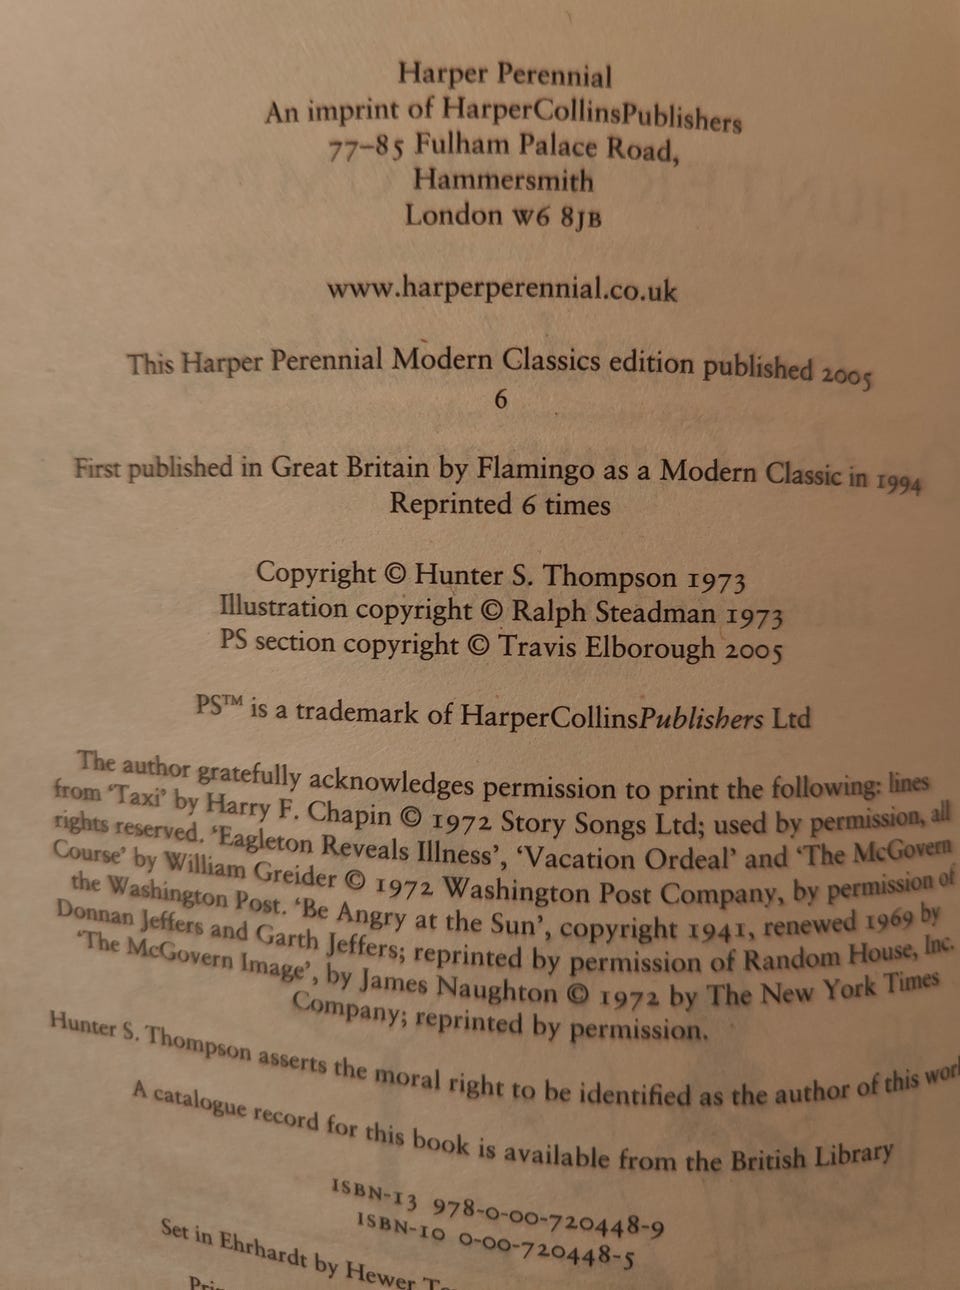 Harper Perennial
An imprint of HarperCollinsPublishers
77–85 Fulham Palace Road,
Hammersmith
London W6 8JB
www.harperperennial.co.uk
This Harper Perennial Modern Classics edition published 2005
6
First published in Great Britain by Flamingo as a Modern Classic in 1994
Reprinted 6 times
Copyright © Hunter S. Thompson 1973
Illustration copyright © Ralph Steadman 1973
PS section copyright © Travis Elborough 2005
PS™ is a trademark of HarperCollinsPublishers Ltd
The author gratefully acknowledges permission to print the following: lines
from ‘Taxi’ by Harry F. Chapin © 1972 Story Songs Ltd; used by permission, all
rights reserved. ‘Eagleton Reveals Illness’, ‘Vacation Ordeal’ and ‘The McGovern
Course’ by William Greider © 1972 Washington Post Company, by permission of
the Washington Post. ‘Be Angry at the Sun’, copyright 1941, renewed 1969 by
Donnan Jeffers and Garth Jeffers; reprinted by permission of Random House, Inc.
‘The McGovern Image’, by James Naughton © 1972 by The New York Times
Company; reprinted by permission.
Hunter S. Thompson asserts the moral right to be identified as the author of this
A catalogue record for this book is available from the British Library
ISBN-13 978-0-00-720448-9
ISBN-10 0-00-720448-5
Set in Ehrhardt by Hewer